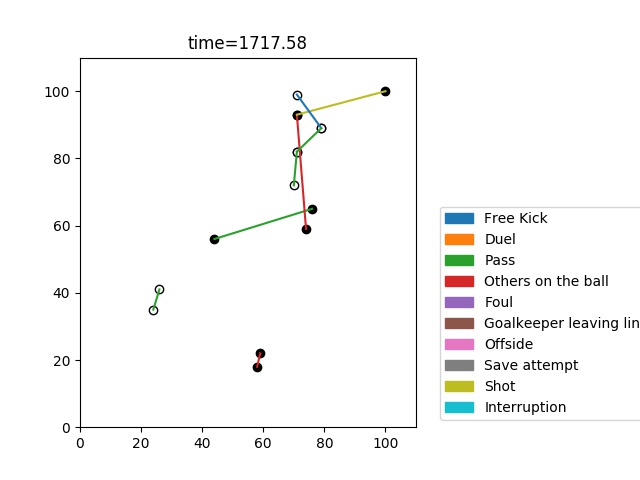 time=1717.58
100
80
60
40
20
0
0 20 40 60 80 100
Free Kick
Duel
Pass
Others on the ball
Foul
Goalkeeper leaving lin
Offside
Save attempt
Shot
Interruption